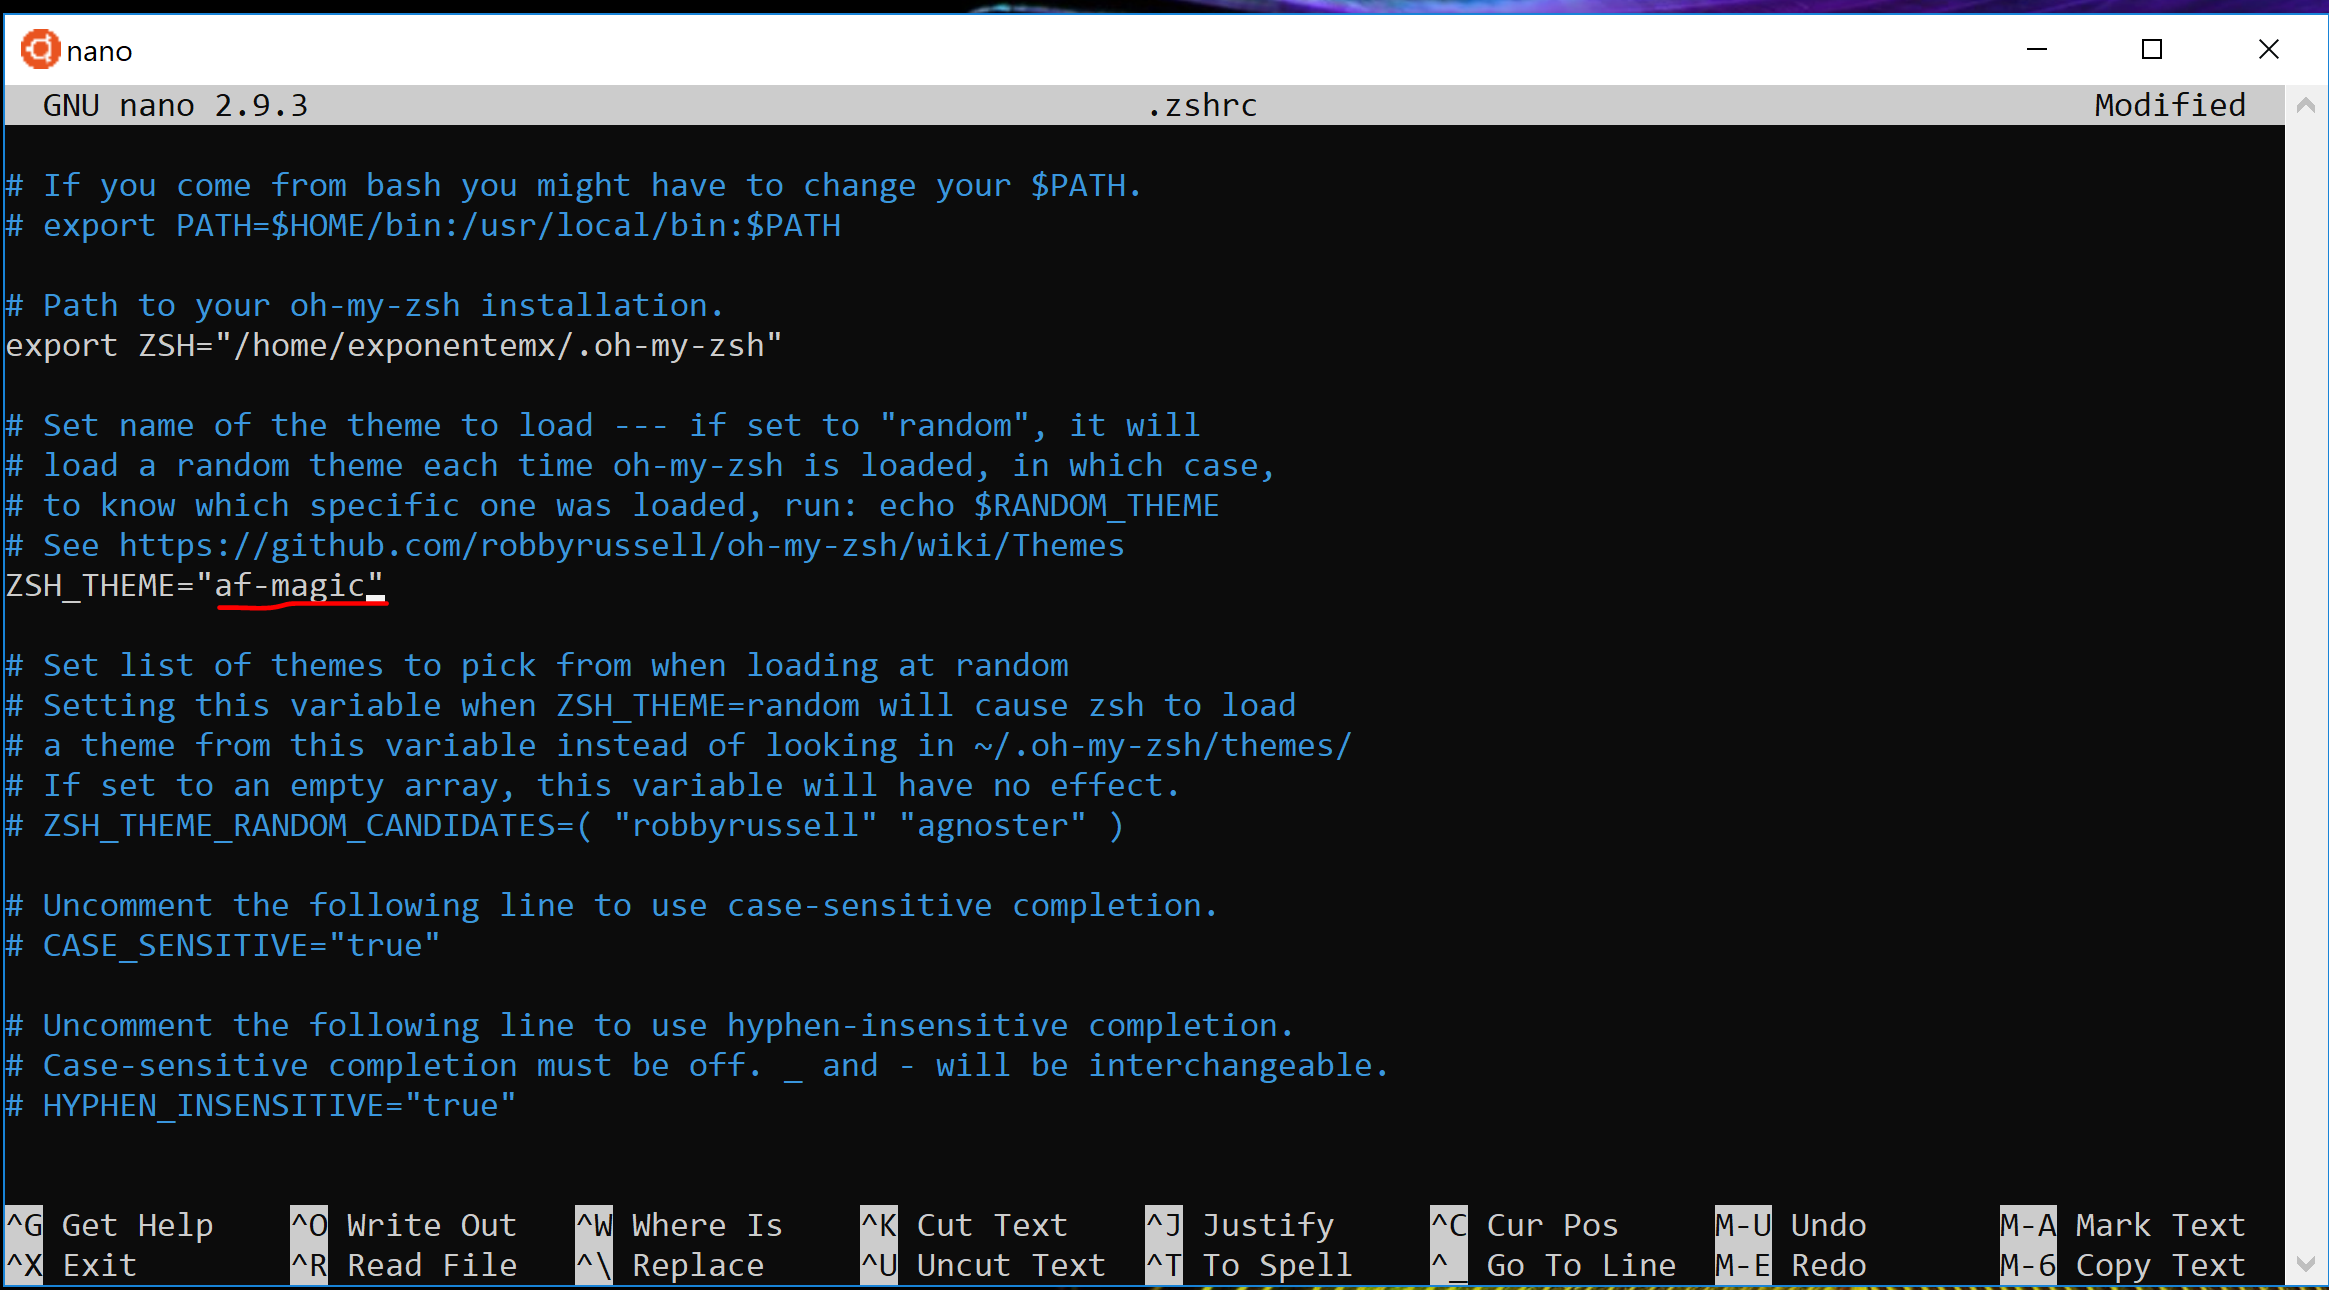 nano
GNU nano 2.9.3 .zshrc Modified
# If you come from bash you might have to change your $PATH.
# export PATH=$HOME/bin:/usr/local/bin:$PATH
# Path to your oh-my-zsh installation.
export ZSH="/home/exponentemx/.oh-my-zsh"
# Set name of the theme to load --- if set to "random", it will
# load a random theme each time oh-my-zsh is loaded, in which case,
# to know which specific one was loaded, run: echo $RANDOM_THEME
# See https://github.com/robbyrussell/oh-my-zsh/wiki/Themes
ZSH_THEME="af-magic"
# Set list of themes to pick from when loading at random
# Setting this variable when ZSH_THEME=random will cause zsh to load
# a theme from this variable instead of looking in ~/.oh-my-zsh/themes/
# If set to an empty array, this variable will have no effect.
# ZSH_THEME_RANDOM_CANDIDATES=( "robbyrussell" "agnoster" )
# Uncomment the following line to use case-sensitive completion.
# CASE_SENSITIVE="true"
# Uncomment the following line to use hyphen-insensitive completion.
# Case-sensitive completion must be off. _ and - will be interchangeable.
# HYPHEN_INSENSITIVE="true"
^G Get Help ^O Write Out ^W Where Is ^K Cut Text ^J Justify ^C Cur Pos M-U Undo M-A Mark Text
^X Exit ^R Read File ^\ Replace ^U Uncut Text ^T To Spell ^_ Go To Line M-E Redo M-6 Copy Text